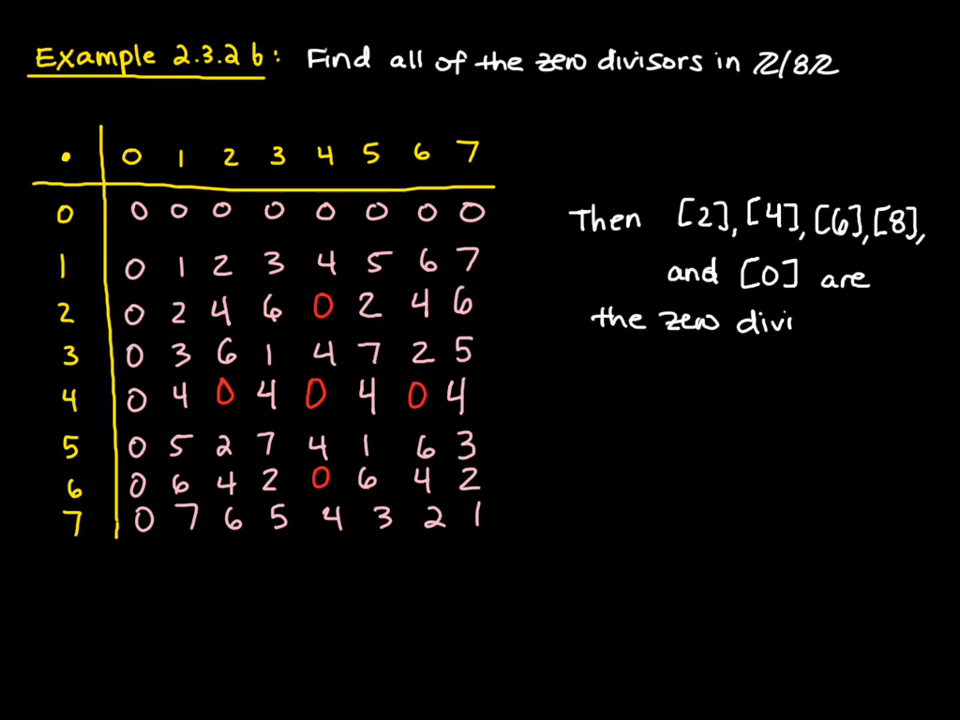 Example 2.3.2 b: Find all of the zero divisors in ℤ/8ℤ
• 0 1 2 3 4 5 6 7
0 0 0 0 0 0 0 0 0
1 0 1 2 3 4 5 6 7
2 0 2 4 6 0 2 4 6
3 0 3 6 1 4 7 2 5
4 0 4 0 4 0 4 0 4
5 0 5 2 7 4 1 6 3
6 0 6 4 2 0 6 4 2
7 0 7 6 5 4 3 2 1
Then [2], [4], [6], [8],
and [0] are
the zero divi